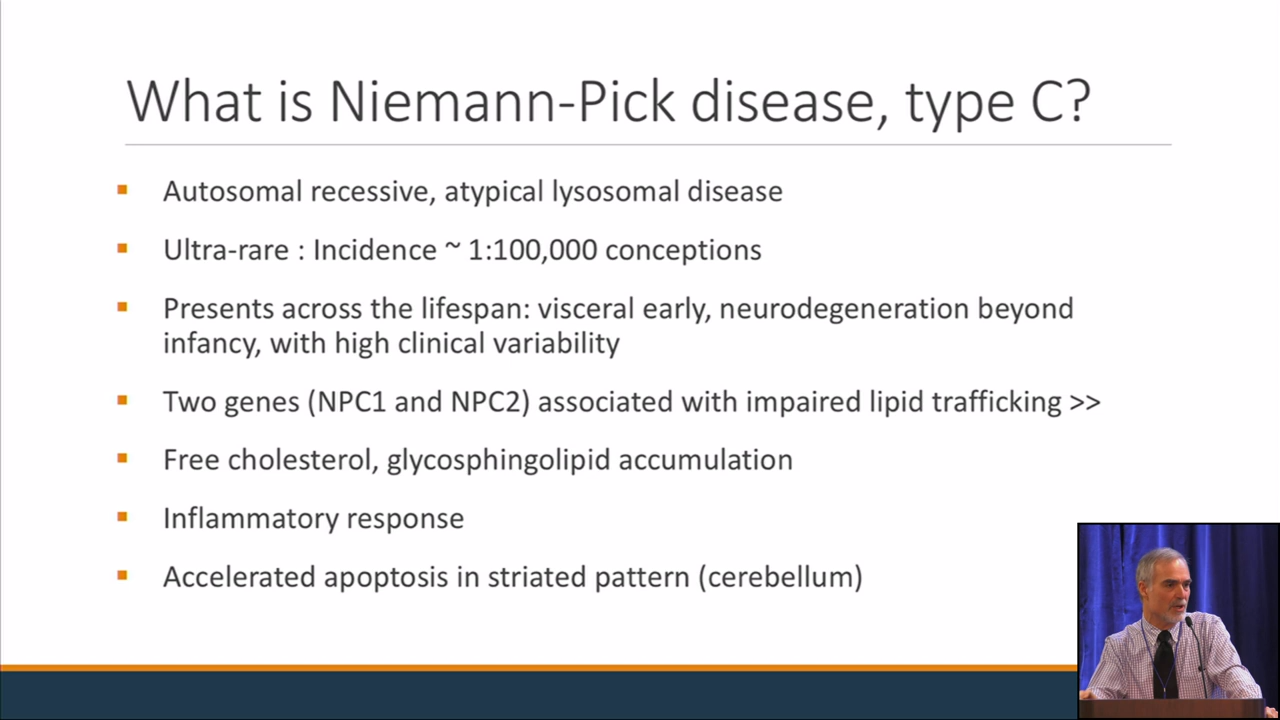 What is Niemann-Pick disease, type C?
Autosomal recessive, atypical lysosomal disease
Ultra-rare : Incidence ~ 1:100,000 conceptions
Presents across the lifespan: visceral early, neurodegeneration beyond
infancy, with high clinical variability
Two genes (NPC1 and NPC2) associated with impaired lipid trafficking >>
Free cholesterol, glycosphingolipid accumulation
Inflammatory response
Accelerated apoptosis in striated pattern (cerebellum)